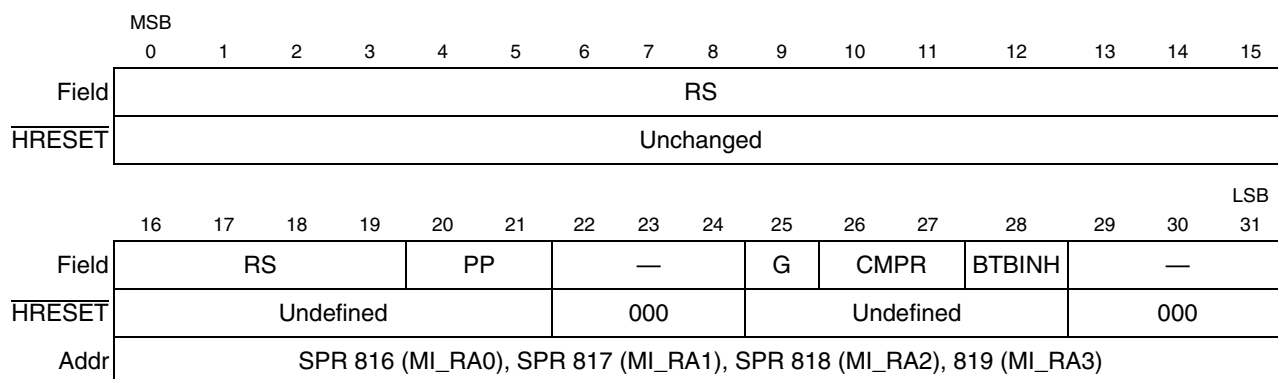 MSB
0 1 2 3 4 5 6 7 8 9 10 11 12 13 14 15
Field RS
HRESET Unchanged
LSB
16 17 18 19 20 21 22 23 24 25 26 27 28 29 30 31
Field RS PP — G CMPR BTBINH —
HRESET Undefined 000 Undefined 000
Addr SPR 816 (MI_RA0), SPR 817 (MI_RA1), SPR 818 (MI_RA2), 819 (MI_RA3)